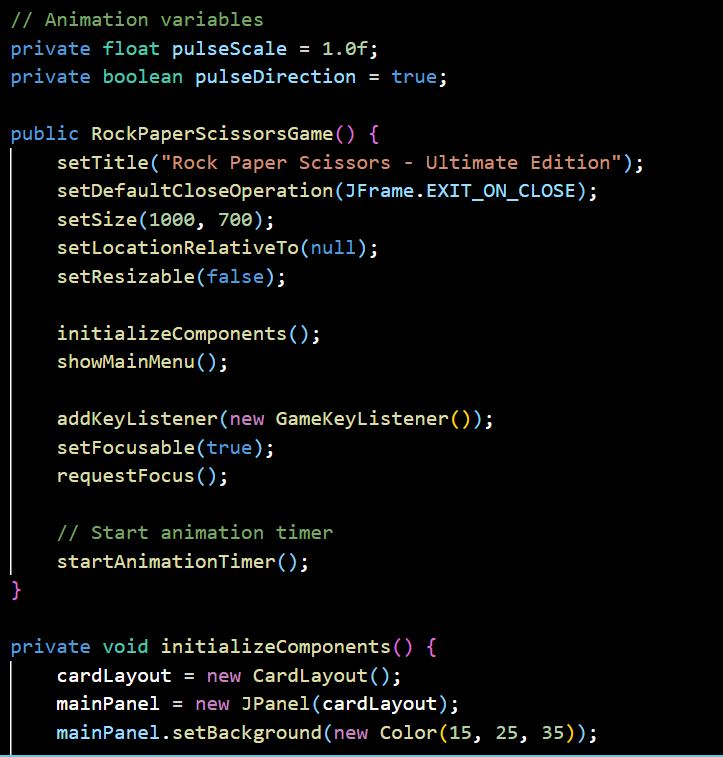 // Animation variables
private float pulseScale = 1.0f;
private boolean pulseDirection = true;

public RockPaperScissorsGame() {
    setTitle("Rock Paper Scissors - Ultimate Edition");
    setDefaultCloseOperation(JFrame.EXIT_ON_CLOSE);
    setSize(1000, 700);
    setLocationRelativeTo(null);
    setResizable(false);

    initializeComponents();
    showMainMenu();

    addKeyListener(new GameKeyListener());
    setFocusable(true);
    requestFocus();

    // Start animation timer
    startAnimationTimer();
}

private void initializeComponents() {
    cardLayout = new CardLayout();
    mainPanel = new JPanel(cardLayout);
    mainPanel.setBackground(new Color(15, 25, 35));